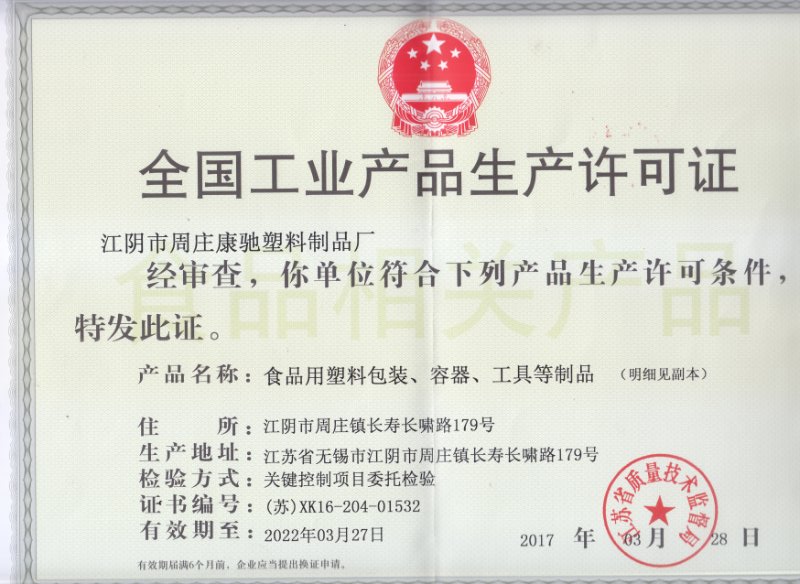 全国工业产品生产许可证
江阴市周庄康驰塑料制品厂
经审查，你单位符合下列产品生产许可条件，
特发此证。
食品相关产品
产品名称：食品用塑料包装、容器、工具等制品（明细见副本）
住所：江阴市周庄镇长寿长啸路179号
生产地址：江苏省无锡市江阴市周庄镇长寿长啸路179号
检验方式：关键控制项目委托检验
证书编号：(苏)XK16-204-01532
有效期至：2022年03月27日
江苏省质量技术监督局
2017 年 03 月 28 日
有效期届满6个月前，企业应当提出换证申请。